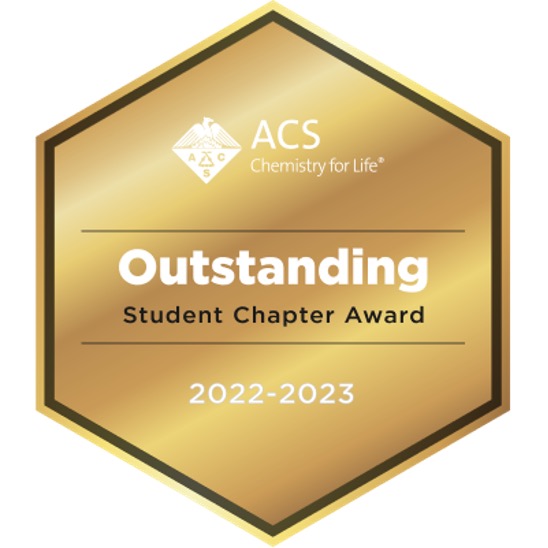 ACS
Chemistry for Life®
A C S
Outstanding
Student Chapter Award
2022-2023